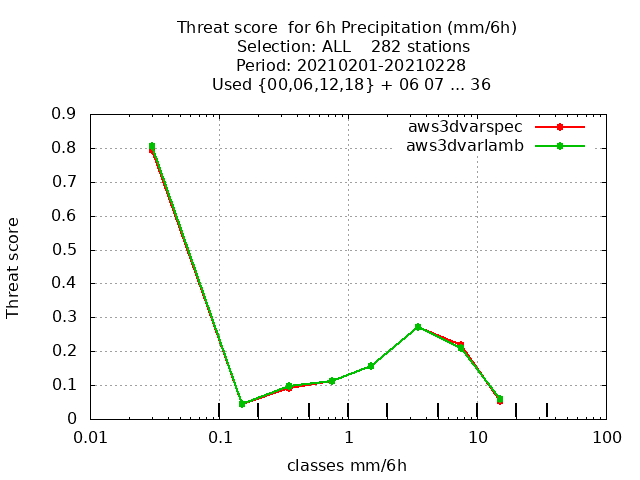 Threat score  for 6h Precipitation (mm/6h)
Selection: ALL    282 stations
Period: 20210201-20210228
Used {00,06,12,18} + 06 07 ... 36
aws3dvarspec
aws3dvarlamb
0.9
0.8
0.7
0.6
0.5
0.4
0.3
0.2
0.1
0
Threat score
0.01
0.1
1
10
100
classes mm/6h